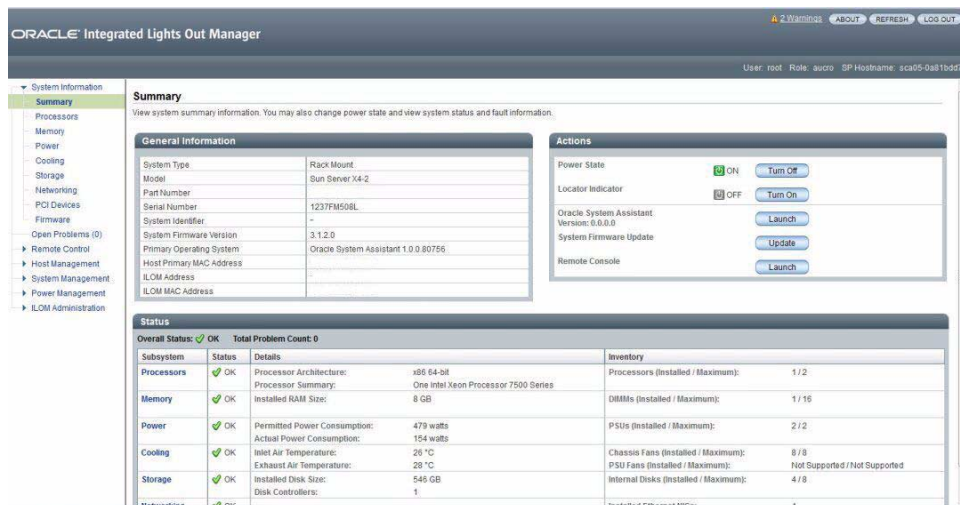 2 Warnings ABOUT REFRESH LOG OUT
ORACLE Integrated Lights Out Manager
User: root Role: aucro SP Hostname: sca05-0a81bdd7
System Information
Summary
Processors
Memory
Power
Cooling
Storage
Networking
PCI Devices
Firmware
Open Problems (0)
Remote Control
Host Management
System Management
Power Management
ILOM Administration
Summary
View system summary information. You may also change power state and view system status and fault information.
General Information
System Type Rack Mount
Model Sun Server X4-2
Part Number
Serial Number 1237FM508L
System Identifier -
System Firmware Version 3.1.2.0
Primary Operating System Oracle System Assistant 1.0.0.80756
Host Primary MAC Address
ILOM Address
ILOM MAC Address
Actions
Power State ON Turn Off
Locator Indicator OFF Turn On
Oracle System Assistant
Version: 0.0.0.0 Launch
System Firmware Update Update
Remote Console Launch
Status
Overall Status: OK Total Problem Count: 0
Subsystem Status Details Inventory
Processors OK Processor Architecture: x86 64-bit Processors (Installed / Maximum): 1 / 2
Processor Summary: One Intel Xeon Processor 7500 Series
Memory OK Installed RAM Size: 8 GB DIMMs (Installed / Maximum): 1 / 16
Power OK Permitted Power Consumption: 479 watts PSUs (Installed / Maximum): 2 / 2
Actual Power Consumption: 154 watts
Cooling OK Inlet Air Temperature: 26 °C Chassis Fans (Installed / Maximum): 8 / 8
Exhaust Air Temperature: 28 °C PSU Fans (Installed / Maximum): Not Supported / Not Supported
Storage OK Installed Disk Size: 546 GB Internal Disks (Installed / Maximum): 4 / 8
Disk Controllers: 1
Networking OK Installed Ethernet NICs: 4